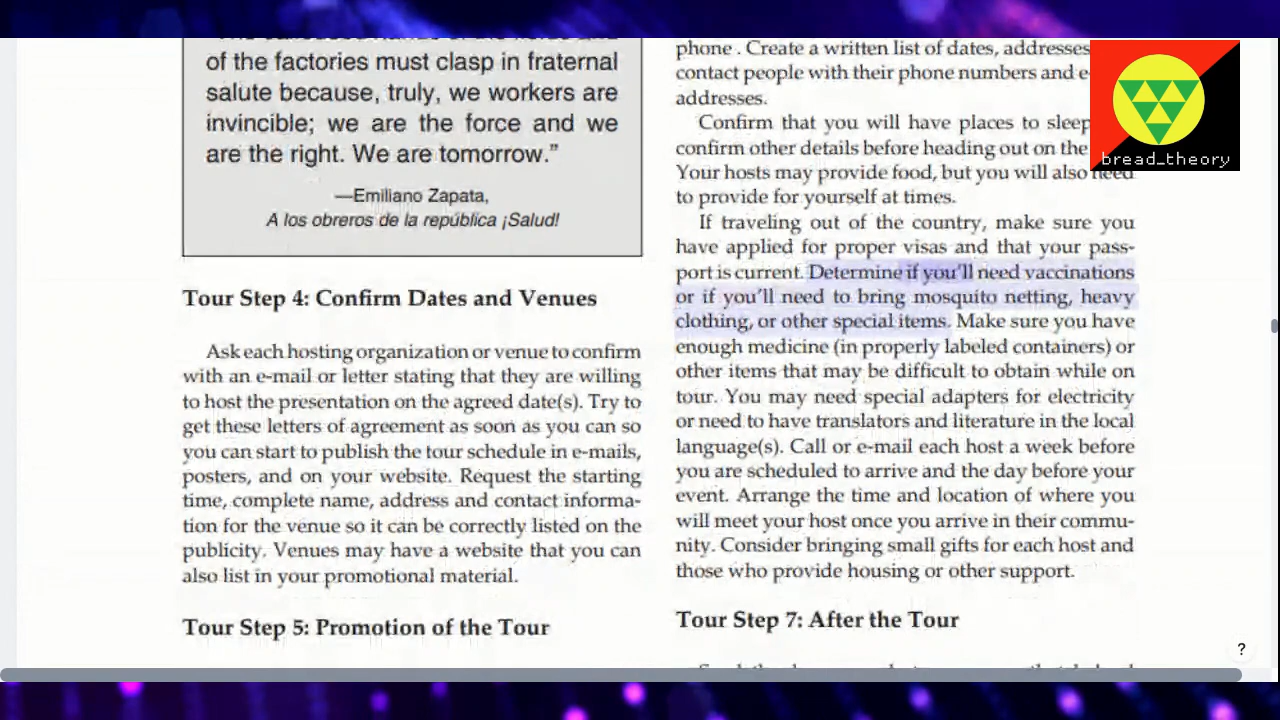 of the factories must clasp in fraternal
salute because, truly, we workers are
invincible; we are the force and we
are the right. We are tomorrow.”
—Emiliano Zapata,
A los obreros de la república ¡Salud!
Tour Step 4: Confirm Dates and Venues
Ask each hosting organization or venue to confirm
with an e-mail or letter stating that they are willing
to host the presentation on the agreed date(s). Try to
get these letters of agreement as soon as you can so
you can start to publish the tour schedule in e-mails,
posters, and on your website. Request the starting
time, complete name, address and contact informa-
tion for the venue so it can be correctly listed on the
publicity. Venues may have a website that you can
also list in your promotional material.
Tour Step 5: Promotion of the Tour
phone . Create a written list of dates, addresses
contact people with their phone numbers and e-
addresses.
Confirm that you will have places to sleep
confirm other details before heading out on the
Your hosts may provide food, but you will also need
to provide for yourself at times.
If traveling out of the country, make sure you
have applied for proper visas and that your pass-
port is current. Determine if you’ll need vaccinations
or if you’ll need to bring mosquito netting, heavy
clothing, or other special items. Make sure you have
enough medicine (in properly labeled containers) or
other items that may be difficult to obtain while on
tour. You may need special adapters for electricity
or need to have translators and literature in the local
language(s). Call or e-mail each host a week before
you are scheduled to arrive and the day before your
event. Arrange the time and location of where you
will meet your host once you arrive in their commu-
nity. Consider bringing small gifts for each host and
those who provide housing or other support.
Tour Step 7: After the Tour
bread_theory
?